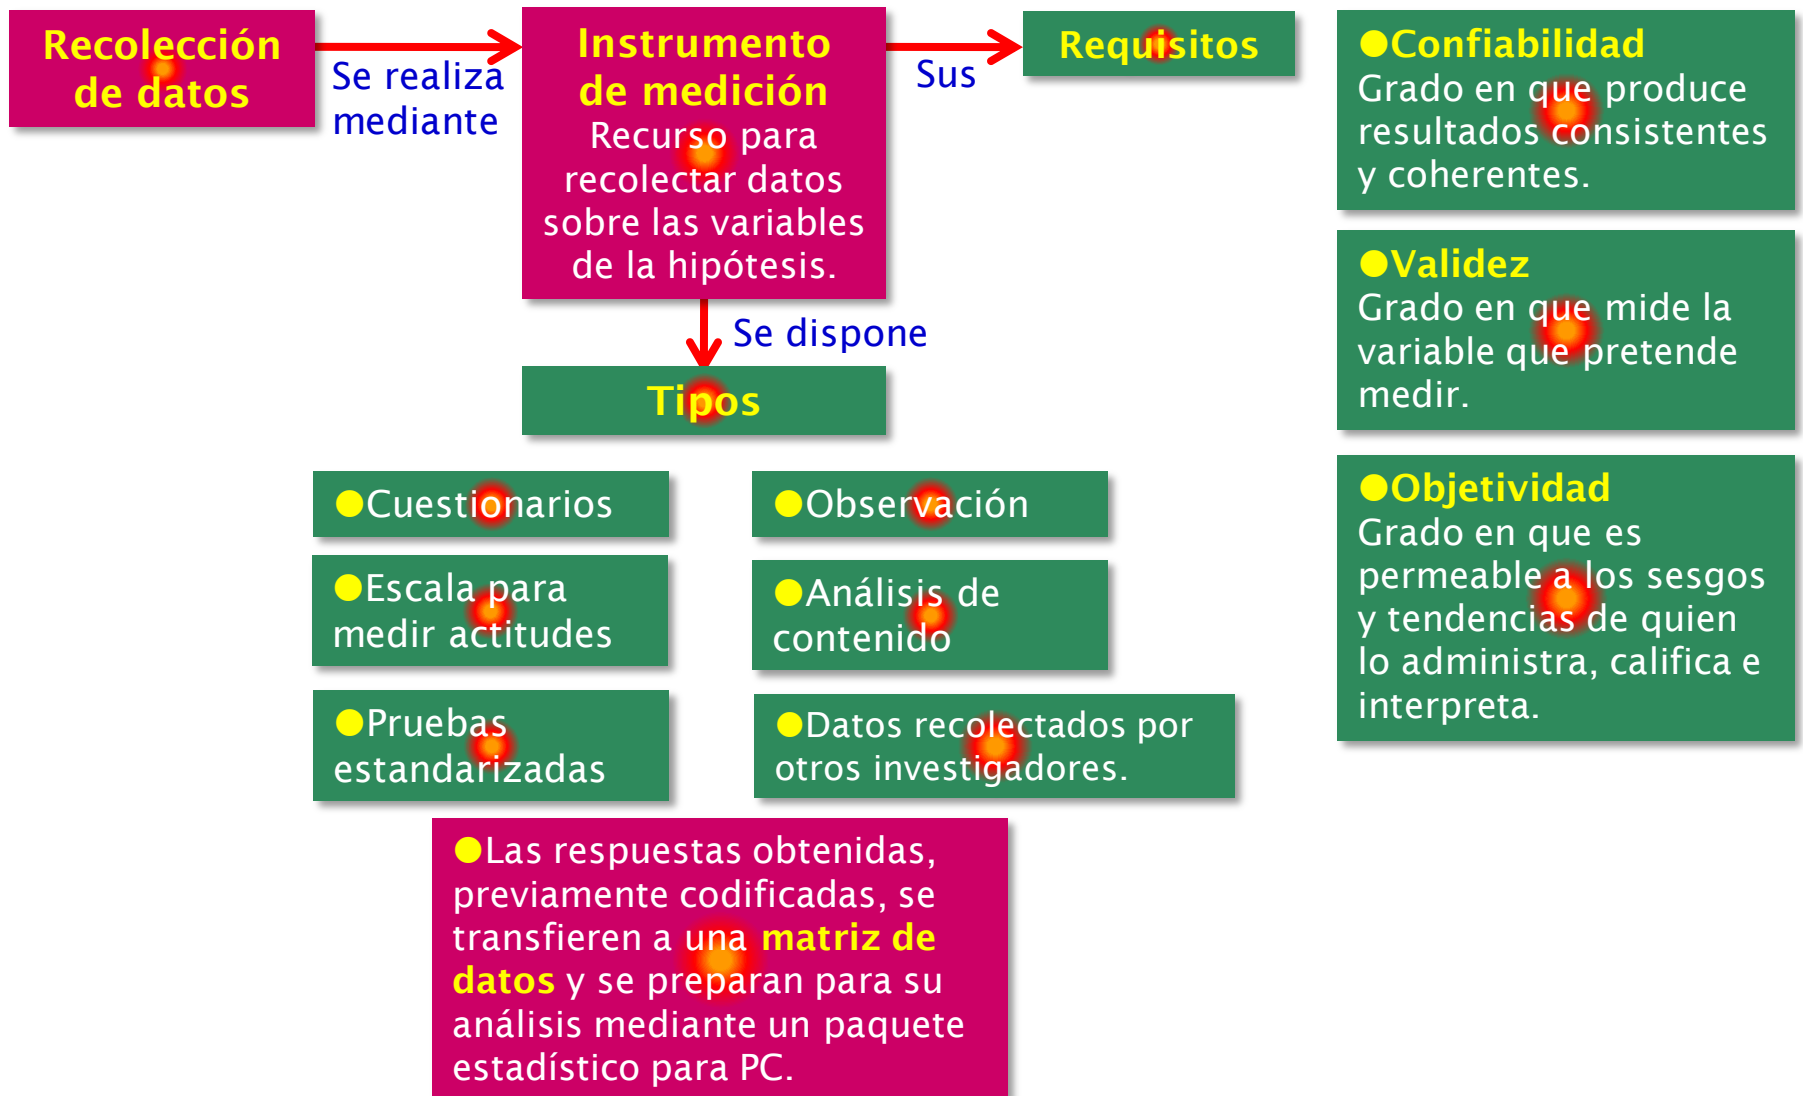 Recolección
de datos
Se realiza
mediante
Instrumento
de medición
Recurso para
recolectar datos
sobre las variables
de la hipótesis.
Sus
Requisitos
●Confiabilidad
Grado en que produce
resultados consistentes
y coherentes.
●Validez
Grado en que mide la
variable que pretende
medir.
●Objetividad
Grado en que es
permeable a los sesgos
y tendencias de quien
lo administra, califica e
interpreta.
Se dispone
Tipos
●Cuestionarios
●Escala para
medir actitudes
●Pruebas
estandarizadas
●Observación
●Análisis de
contenido
●Datos recolectados por
otros investigadores.
●Las respuestas obtenidas,
previamente codificadas, se
transfieren a una matriz de
datos y se preparan para su
análisis mediante un paquete
estadístico para PC.